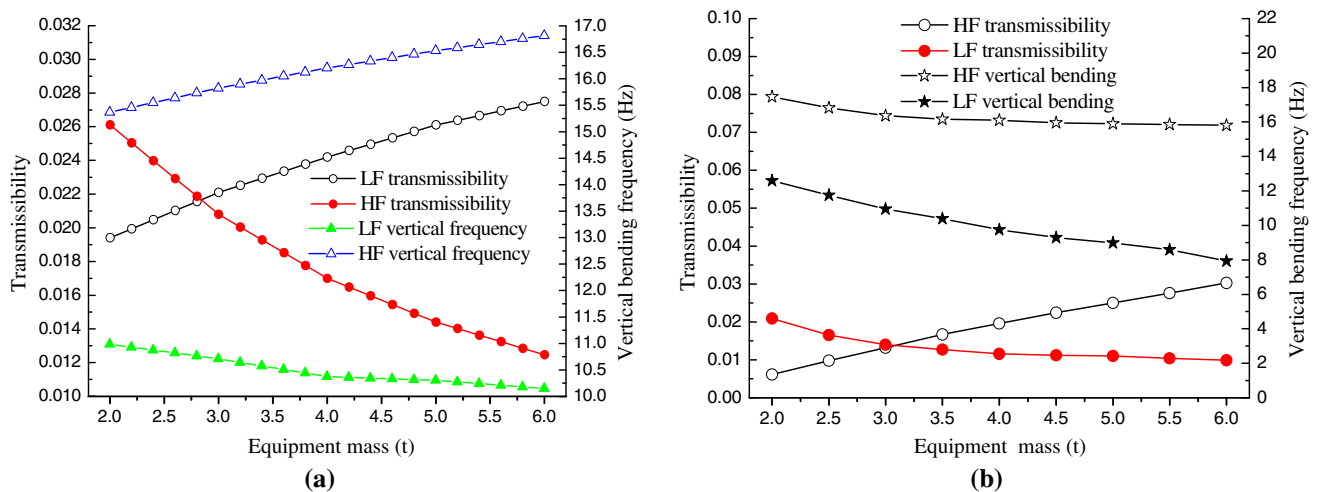 0.032
0.030
0.028
0.026
0.024
0.022
0.020
0.018
0.016
0.014
0.012
0.010
Transmissibility
17.0
16.5
16.0
15.5
15.0
14.5
14.0
13.5
13.0
12.5
12.0
11.5
11.0
10.5
10.0
Vertical bending frequency (Hz)
LF transmissibility
HF transmissibility
LF vertical frequency
HF vertical frequency
2.0 2.5 3.0 3.5 4.0 4.5 5.0 5.5 6.0
Equipment mass (t)
(a)
0.10
0.09
0.08
0.07
0.06
0.05
0.04
0.03
0.02
0.01
0.00
Transmissibility
22
20
18
16
14
12
10
8
6
4
2
0
Vertical bending frequency (Hz)
HF transmissibility
LF transmissibility
HF vertical bending
LF vertical bending
2.0 2.5 3.0 3.5 4.0 4.5 5.0 5.5 6.0
Equipment mass (t)
(b)